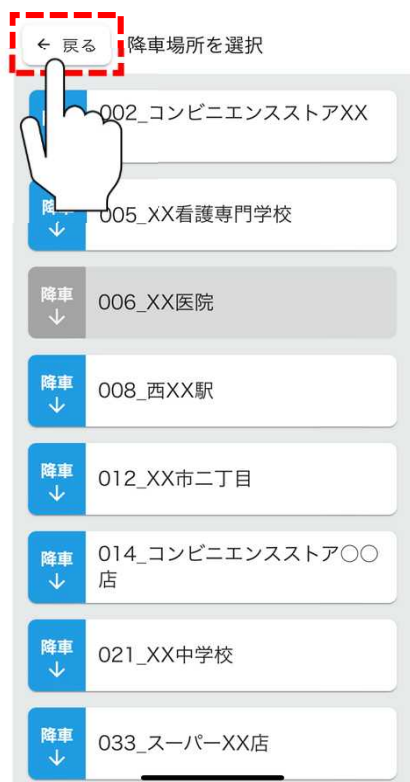 ← 戻る 降車場所を選択
002_コンビニエンスストアXX
降車
↓
005_XX看護専門学校
降車
↓
006_XX医院
降車
↓
008_西XX駅
降車
↓
012_XX市二丁目
降車
↓
014_コンビニエンスストア○○
店
降車
↓
021_XX中学校
降車
↓
033_スーパーXX店